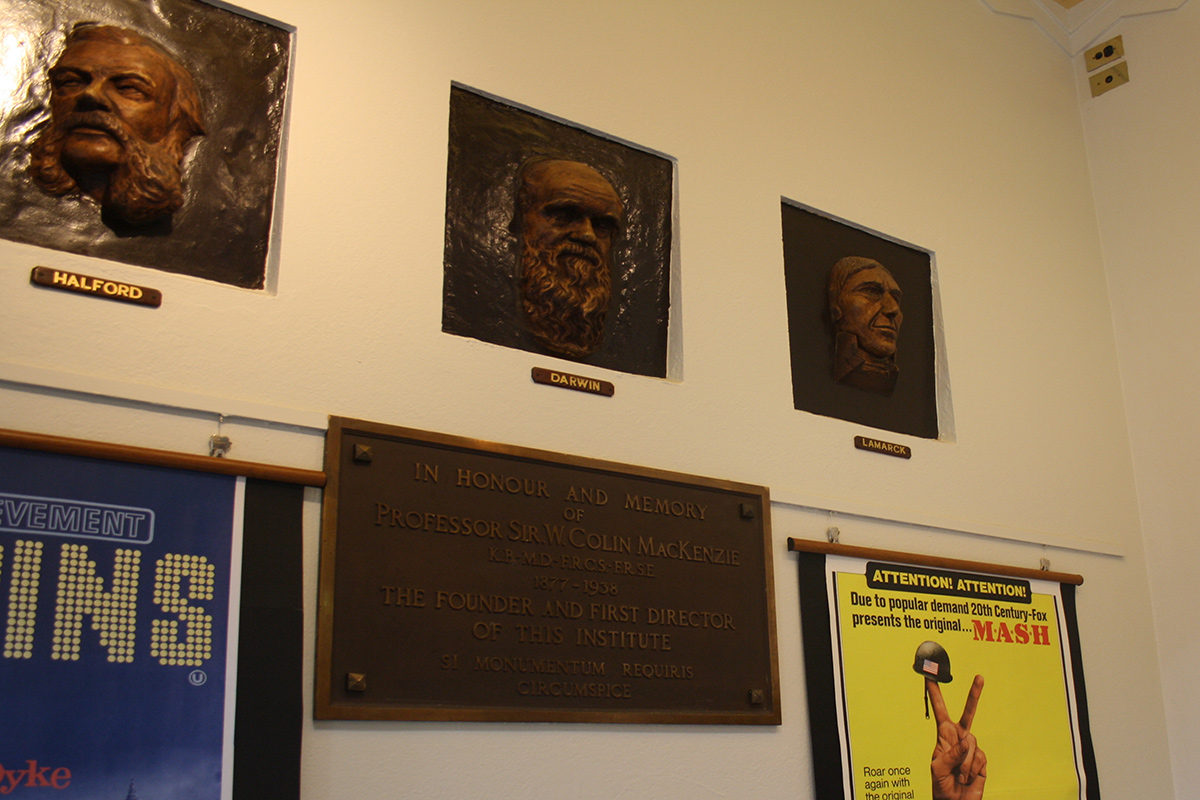 HALFORD
DARWIN
LAMARCK
IN HONOUR AND MEMORY
OF
PROFESSOR SIR. W. COLIN MACKENZIE
K.B-M.D-F.R.C.S-F.R.S.E
1877-1938
THE FOUNDER AND FIRST DIRECTOR
OF THIS INSTITUTE
SI MONUMENTUM REQUIRIS
CIRCUMSPICE
EVEMENT
INS
U
Dyke
ATTENTION! ATTENTION!
Due to popular demand 20th Century-Fox
presents the original... M*A*S*H
Roar once
again with
the original